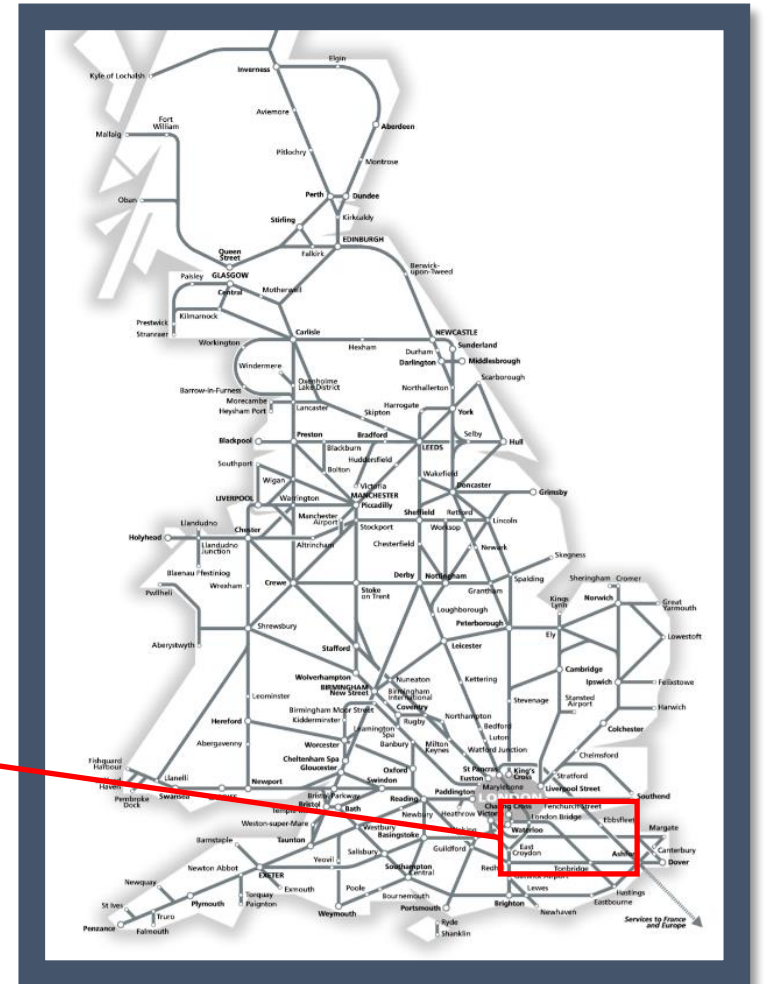 Elgin
Kyle of Lochalsh
Inverness
Aviemore
Fort
William
Mallaig
Aberdeen
Pitlochry
Montrose
Perth
Dundee
Oban
Kirkcaldy
Stirling
EDINBURGH
Queen
Street
Falkirk
GLASGOW
Central
Paisley
Motherwell
Berwick-
upon-Tweed
Kilmarnock
Prestwick
Stranraer
Carlisle
Workington
Hexham
NEWCASTLE
Sunderland
Durham
Darlington
Middlesbrough
Windermere
Oxenholme
Lake District
Northallerton
Scarborough
Barrow-in-Furness
Morecambe
Heysham Port
Lancaster
Skipton
Harrogate
York
Blackpool
Preston
Blackburn
Bradford
LEEDS
Selby
Hull
Bolton
Huddersfield
Southport
Wakefield
Wigan
Victoria
MANCHESTER
Piccadilly
Doncaster
Grimsby
LIVERPOOL
Warrington
Manchester
Airport
Stockport
Sheffield
Retford
Worksop
Lincoln
Holyhead
Llandudno
Llandudno
Junction
Chester
Altrincham
Chesterfield
Newark
Skegness
Blaenau Ffestiniog
Wrexham
Crewe
Stoke
on Trent
Derby
Nottingham
Grantham
Spalding
Sheringham
Cromer
Pwllheli
Kings
Lynn
Norwich
Great
Yarmouth
Loughborough
Peterborough
Ely
Lowestoft
Aberystwyth
Shrewsbury
Stafford
Leicester
Wolverhampton
BIRMINGHAM
New Street
Nuneaton
Birmingham
International
Kettering
Cambridge
Ipswich
Felixstowe
Leominster
Birmingham Moor Street
Kidderminster
Coventry
Rugby
Northampton
Stevenage
Stansted
Airport
Harwich
Hereford
Leamington
Spa
Bedford
Colchester
Abergavenny
Worcester
Banbury
Milton
Keynes
Luton
Watford Junction
Chelmsford
Fishguard
Harbour
Haven
Cheltenham Spa
Gloucester
Oxford
St Pancras
Euston
King's
Cross
Stratford
Llanelli
Swindon
Marylebone
Liverpool Street
Pembroke
Dock
Swansea
Newport
Bristol Parkway
Reading
Paddington
LONDON
Southend
Bristol
Bath
Newbury
Heathrow
Victoria
Charing Cross
Fenchurch Street
London Bridge
Ebbsfleet
Weston-super-Mare
Westbury
Basingstoke
Waterloo
Margate
Barnstaple
Taunton
Salisbury
Guildford
East
Croydon
Canterbury
Newton Abbot
Yeovil
Southampton
Central
Tonbridge
Dover
Newquay
EXETER
Exmouth
Poole
Bournemouth
Lewes
Hastings
Eastbourne
St Ives
Truro
Plymouth
Torquay
Paignton
Weymouth
Portsmouth
Brighton
Newhaven
Penzance
Falmouth
Ryde
Shanklin
Services to France
and Europe